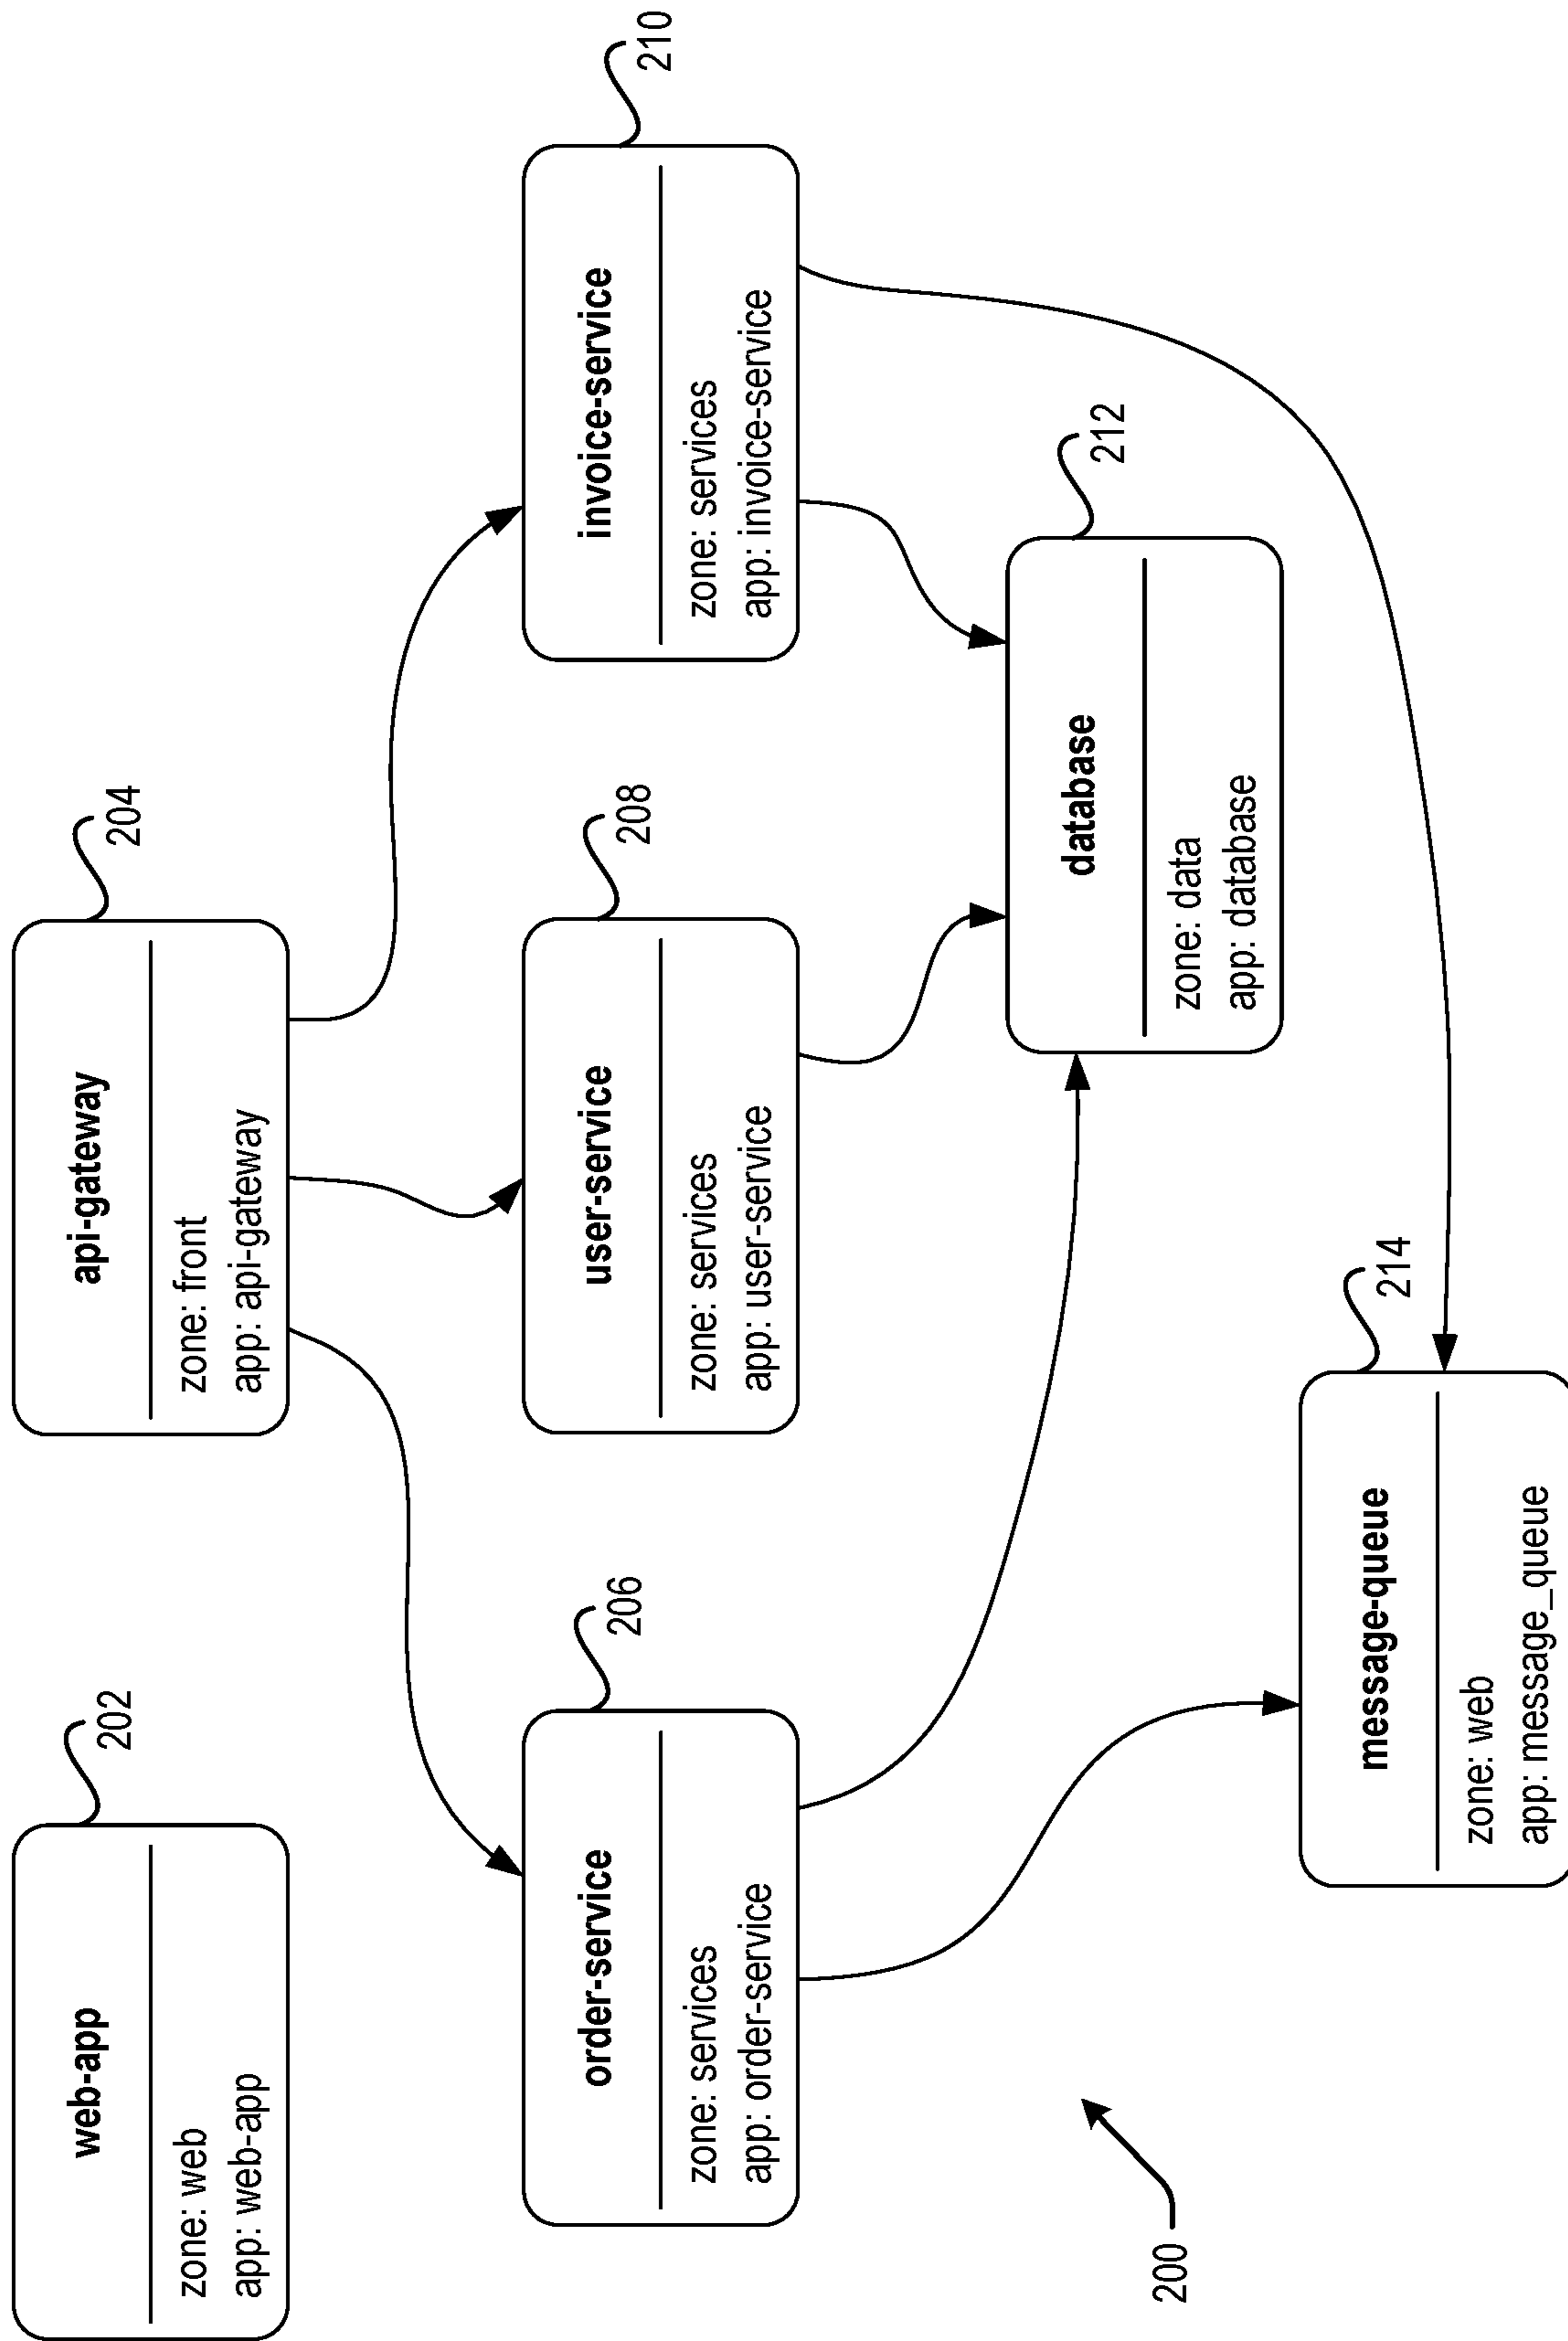 web-app
zone: web
app: web-app
202
api-gateway
zone: front
app: api-gateway
204
order-service
zone: services
app: order-service
206
user-service
zone: services
app: user-service
208
invoice-service
zone: services
app: invoice-service
210
database
zone: data
app: database
212
message-queue
zone: web
app: message_queue
214
200